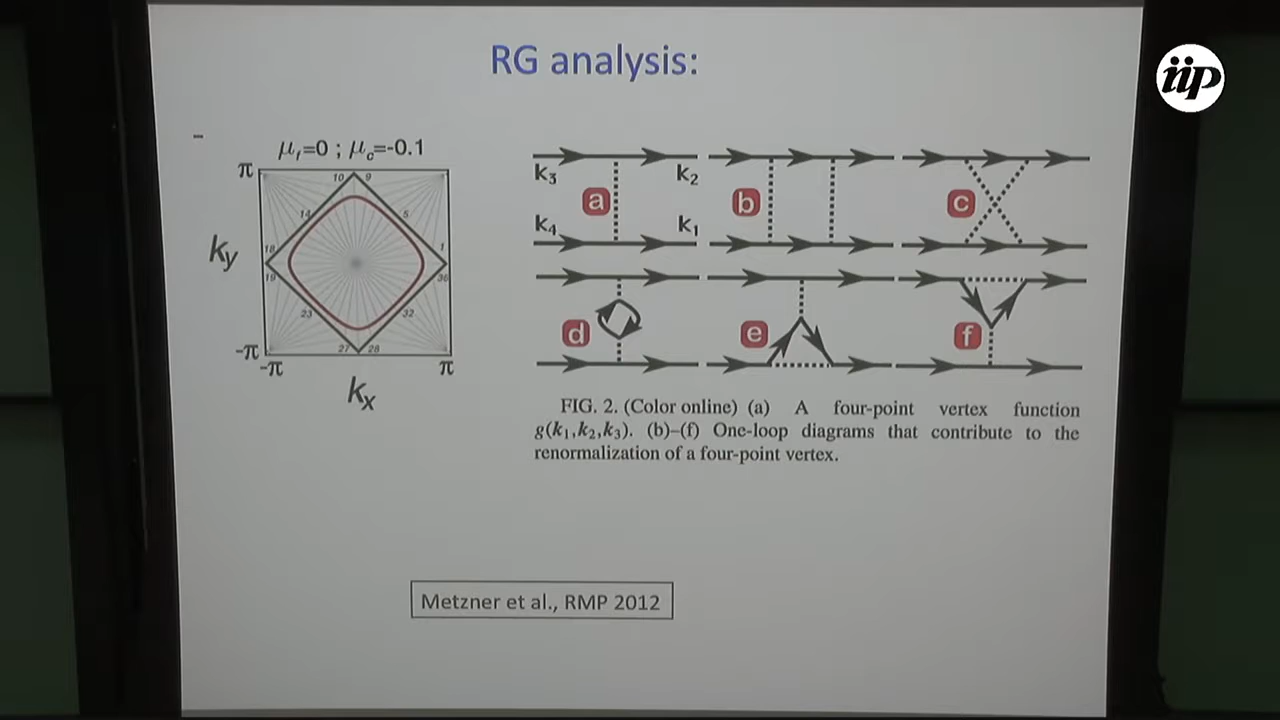 RG analysis:
iip
μf=0 ; μc=-0.1
π
10 9
14 5
18 1
ky
19 36
23 32
27 28
-π
-π π
kx
k3 k2
a b c
k4 k1
d e f
FIG. 2. (Color online) (a) A four-point vertex function
g(k1,k2,k3). (b)–(f) One-loop diagrams that contribute to the
renormalization of a four-point vertex.
Metzner et al., RMP 2012